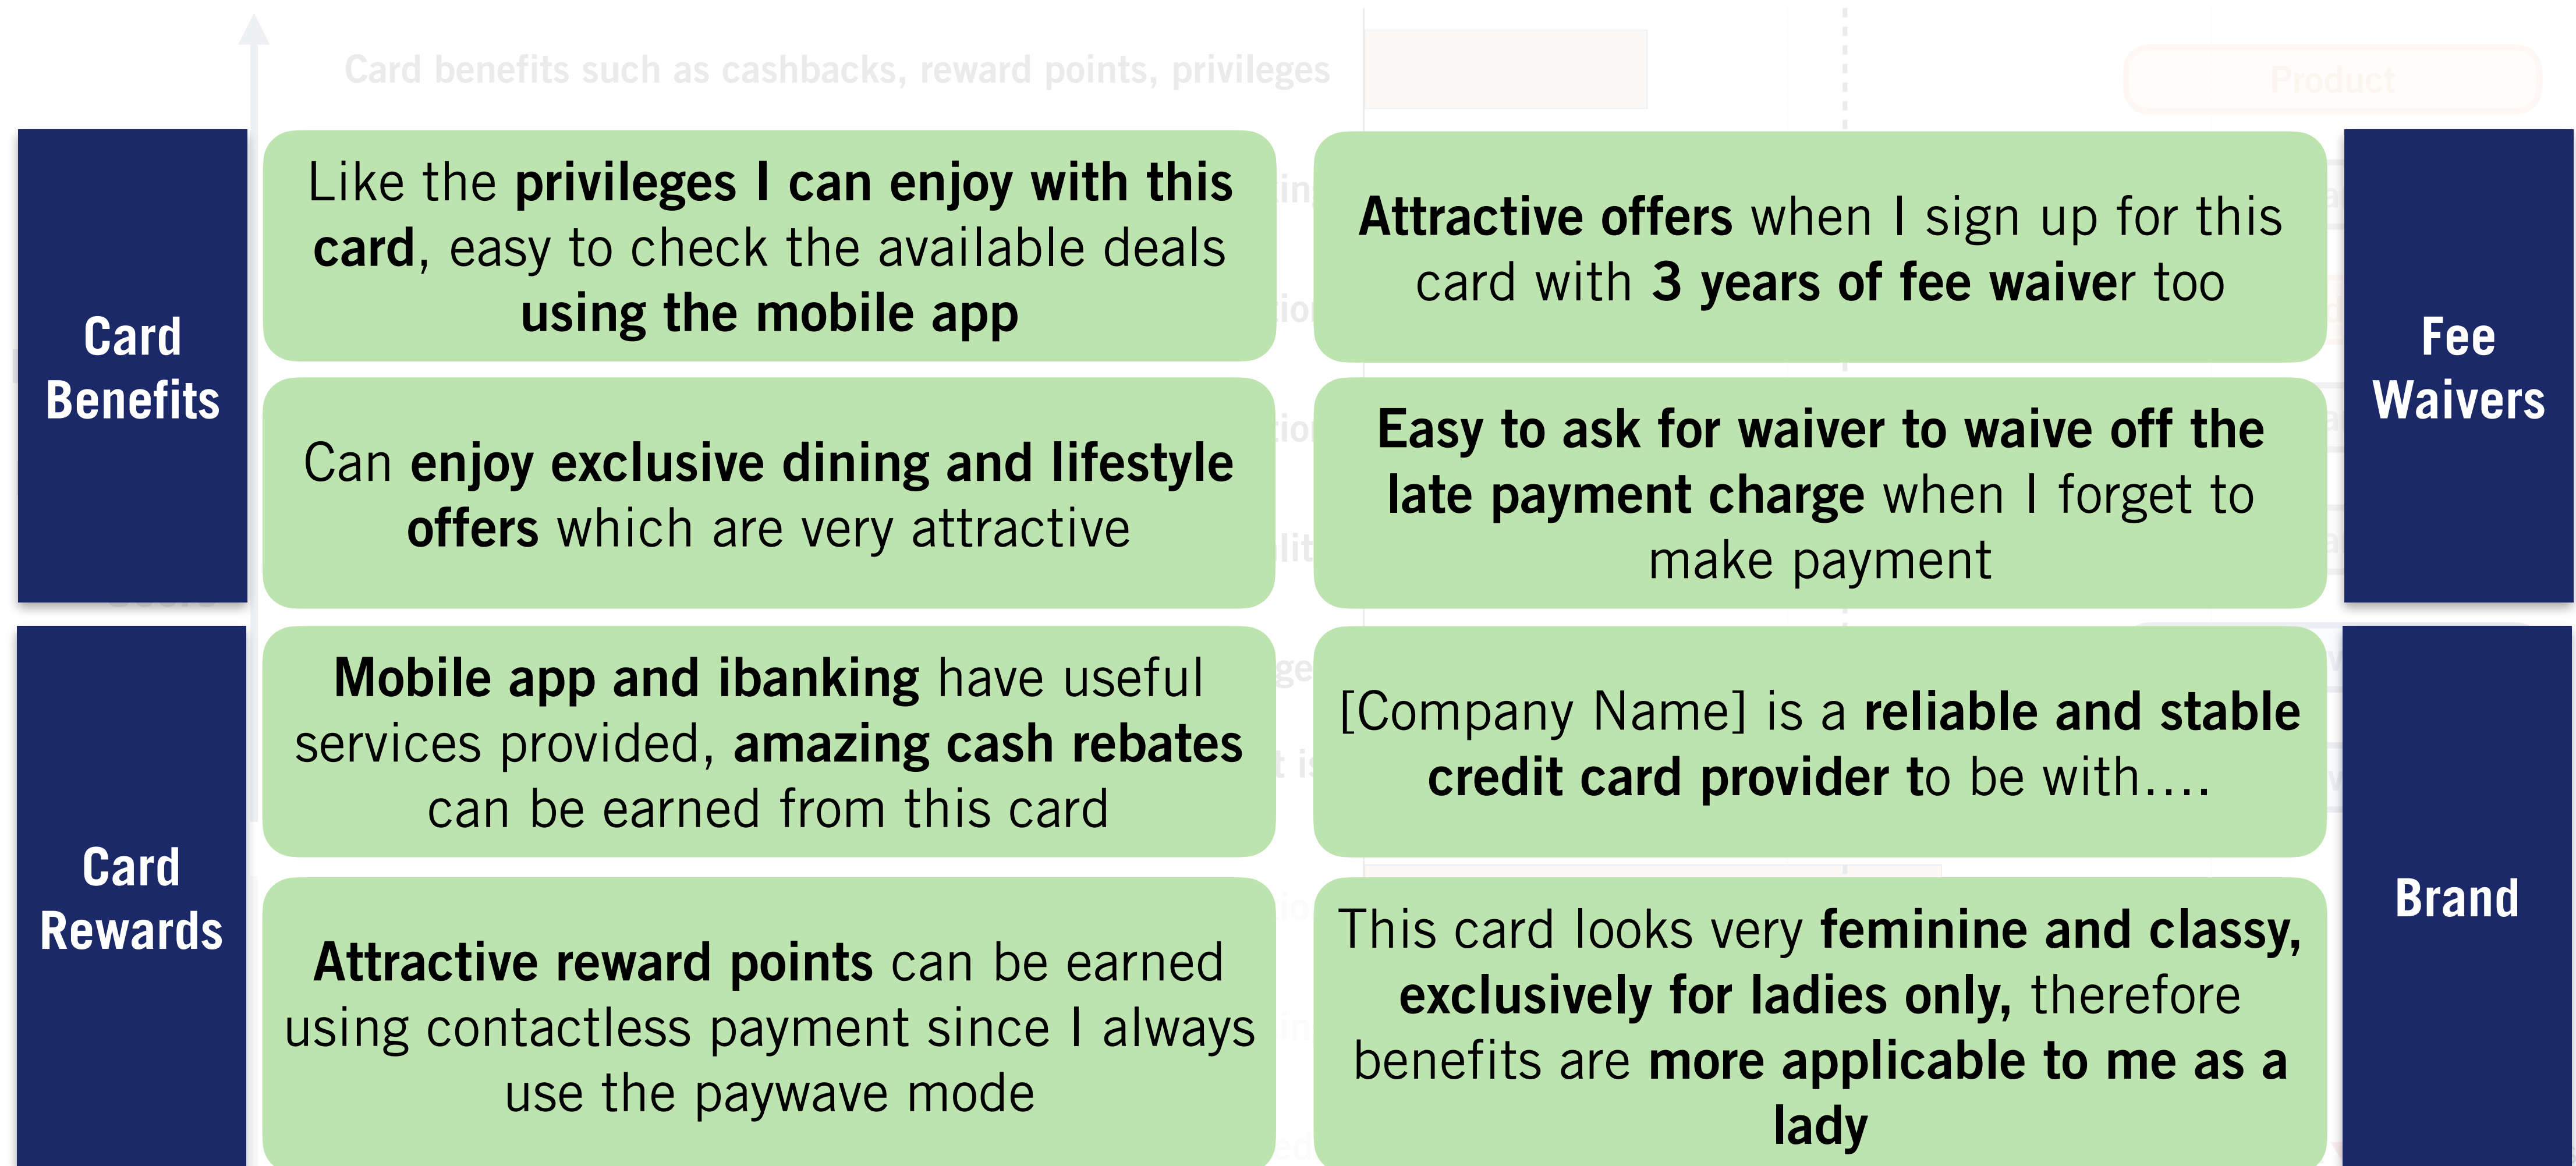 Card benefits such as cashbacks, reward points, privileges
Product
Card
Benefits
Like the privileges I can enjoy with this
card, easy to check the available deals
using the mobile app
Can enjoy exclusive dining and lifestyle
offers which are very attractive
Attractive offers when I sign up for this
card with 3 years of fee waiver too
Easy to ask for waiver to waive off the
late payment charge when I forget to
make payment
Fee
Waivers
Card
Rewards
Mobile app and ibanking have useful
services provided, amazing cash rebates
can be earned from this card
Attractive reward points can be earned
using contactless payment since I always
use the paywave mode
[Company Name] is a reliable and stable
credit card provider to be with....
This card looks very feminine and classy,
exclusively for ladies only, therefore
benefits are more applicable to me as a
lady
Brand